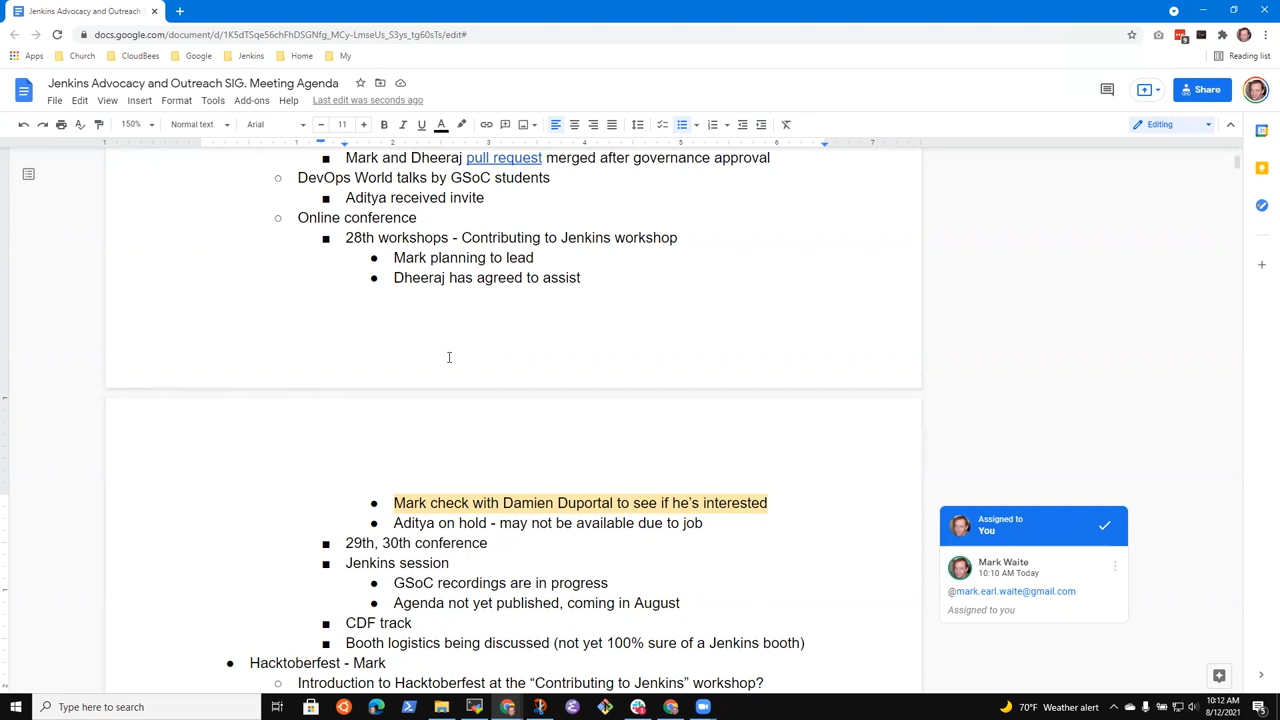 Jenkins Advocacy and Outreach S
docs.google.com/document/d/1K5dTSqe56chFhDSGNfg_MCy-LmseUs_S3ys_tg60sTs/edit#
Apps Church CloudBees Google Jenkins Home My Reading list
Jenkins Advocacy and Outreach SIG. Meeting Agenda
File Edit View Insert Format Tools Add-ons Help Last edit was seconds ago
Share
150% Normal text Arial 11 Editing
1 1 2 3 4 5 6 7
Mark and Dheeraj pull request merged after governance approval
DevOps World talks by GSoC students
Aditya received invite
Online conference
28th workshops - Contributing to Jenkins workshop
Mark planning to lead
Dheeraj has agreed to assist
Mark check with Damien Duportal to see if he's interested
Aditya on hold - may not be available due to job
29th, 30th conference
Jenkins session
GSoC recordings are in progress
Agenda not yet published, coming in August
CDF track
Booth logistics being discussed (not yet 100% sure of a Jenkins booth)
Hacktoberfest - Mark
Introduction to Hacktoberfest at the “Contributing to Jenkins” workshop?
Assigned to
You
Mark Waite
10:10 AM Today
@mark.earl.waite@gmail.com
Assigned to you
Type here to search
70°F Weather alert
10:12 AM
8/12/2021